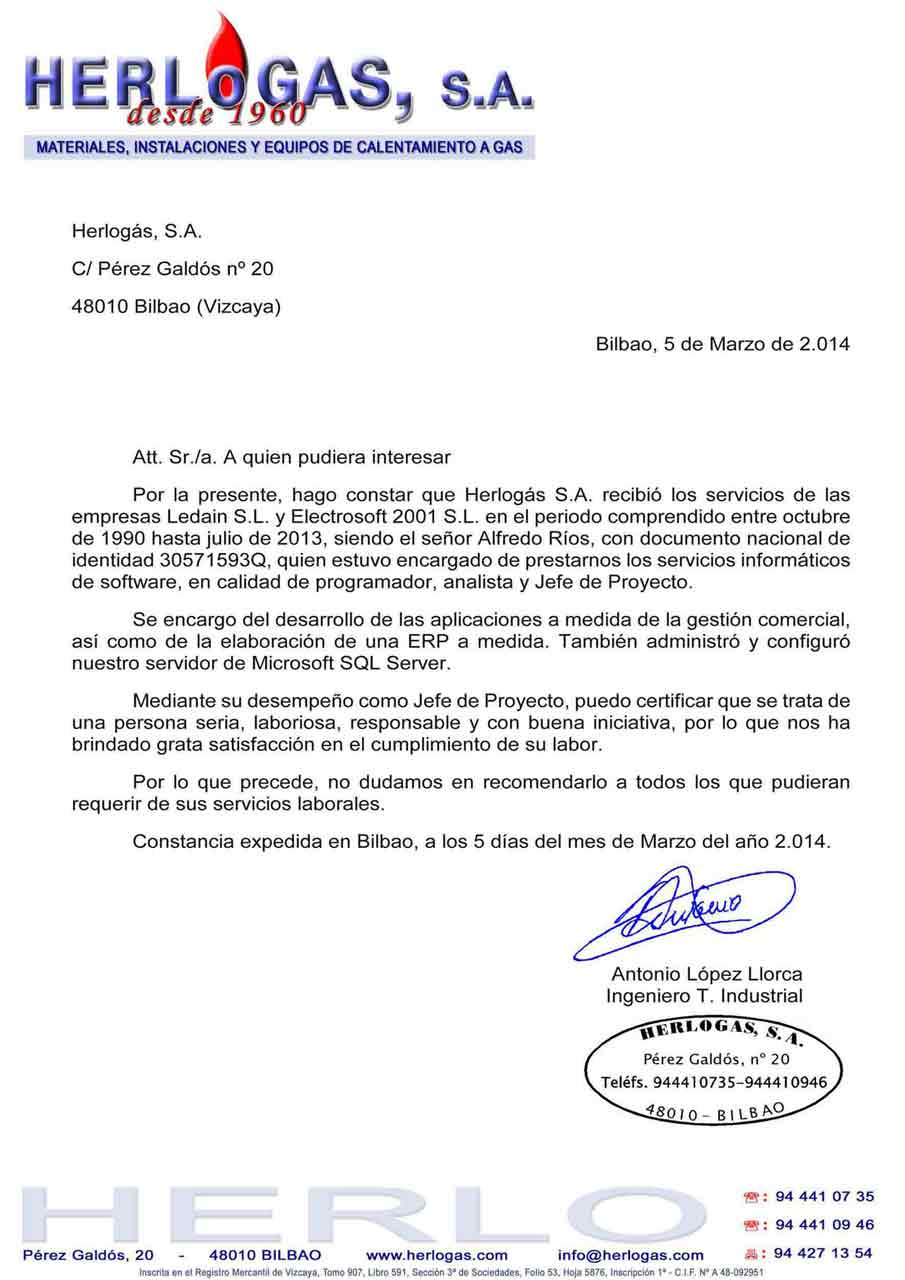 HERLOGAS, S.A.
desde 1960
MATERIALES, INSTALACIONES Y EQUIPOS DE CALENTAMIENTO A GAS
Herlogás, S.A.
C/ Pérez Galdós nº 20
48010 Bilbao (Vizcaya)
Bilbao, 5 de Marzo de 2.014
Att. Sr./a. A quien pudiera interesar
Por la presente, hago constar que Herlogás S.A. recibió los servicios de las
empresas Ledain S.L. y Electrosoft 2001 S.L. en el periodo comprendido entre octubre
de 1990 hasta julio de 2013, siendo el señor Alfredo Ríos, con documento nacional de
identidad 30571593Q, quien estuvo encargado de prestarnos los servicios informáticos
de software, en calidad de programador, analista y Jefe de Proyecto.
Se encargo del desarrollo de las aplicaciones a medida de la gestión comercial,
así como de la elaboración de una ERP a medida. También administró y configuró
nuestro servidor de Microsoft SQL Server.
Mediante su desempeño como Jefe de Proyecto, puedo certificar que se trata de
una persona seria, laboriosa, responsable y con buena iniciativa, por lo que nos ha
brindado grata satisfacción en el cumplimiento de su labor.
Por lo que precede, no dudamos en recomendarlo a todos los que pudieran
requerir de sus servicios laborales.
Constancia expedida en Bilbao, a los 5 días del mes de Marzo del año 2.014.
Antonio
Antonio López Llorca
Ingeniero T. Industrial
HERLOGAS, S.A.
Pérez Galdós, nº 20
Teléfs. 944410735-944410946
48010 - BILBAO
HERLO
☎: 94 441 07 35
☎: 94 441 09 46
Pérez Galdós, 20 - 48010 BILBAO www.herlogas.com info@herlogas.com : 94 427 13 54
Inscrita en el Registro Mercantil de Vizcaya, Tomo 907, Libro 591, Sección 3ª de Sociedades, Folio 53, Hoja 5876, Inscripción 1ª - C.I.F. Nº A 48-092951